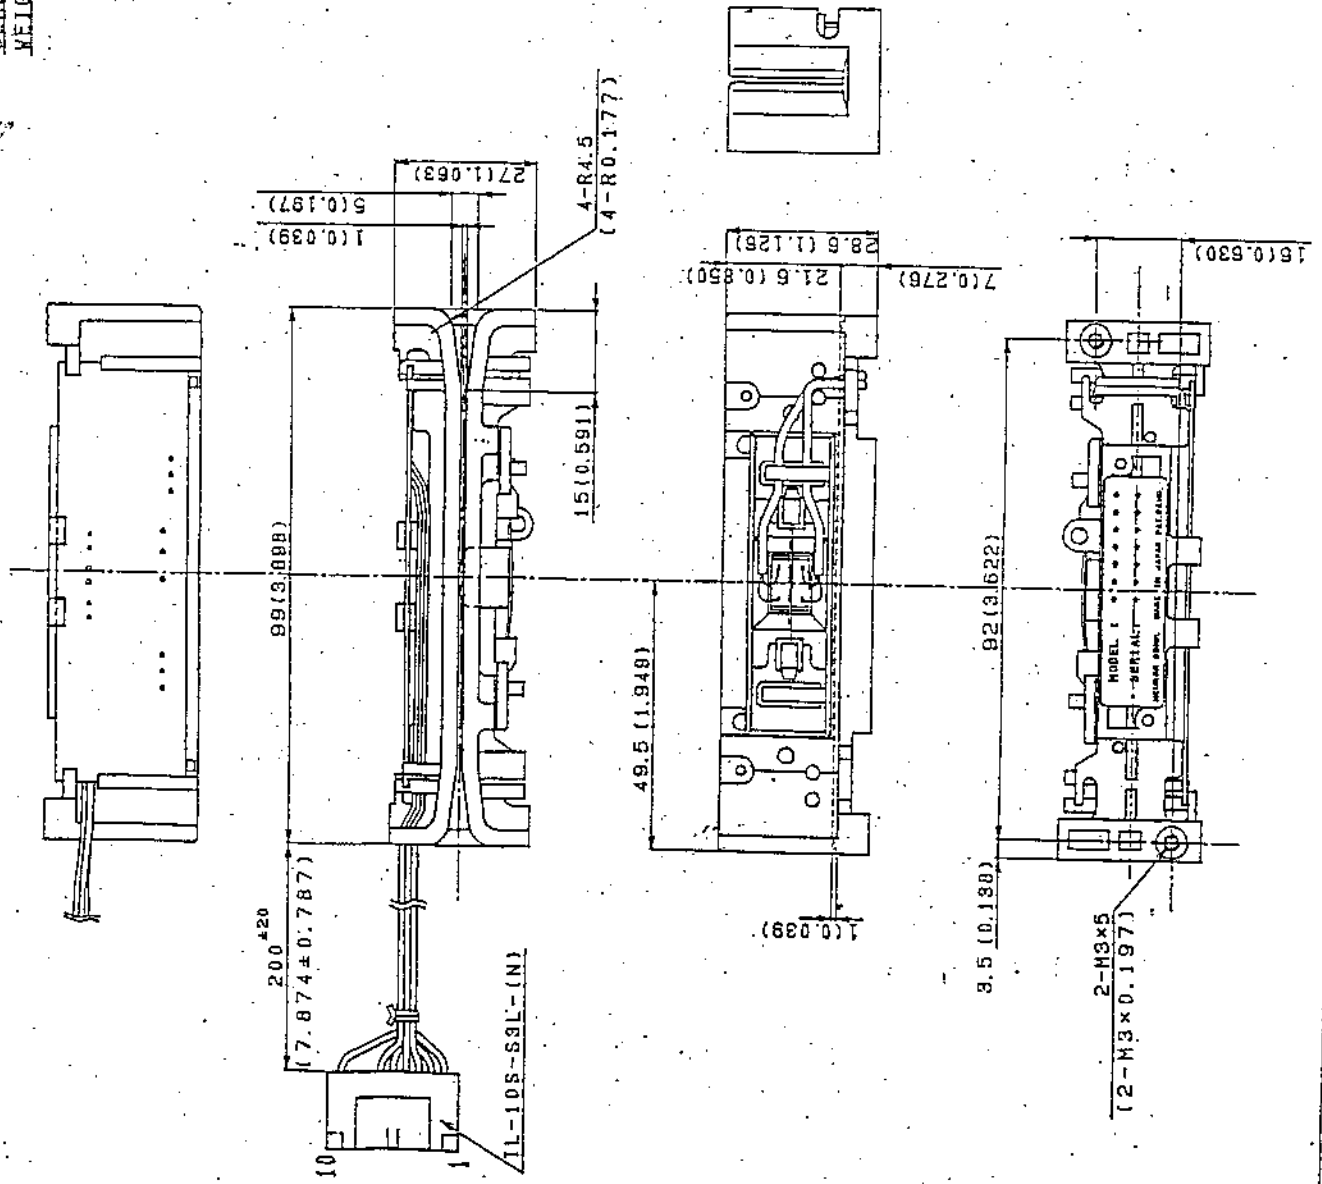 WEIG
27(1.063)
5(0.197)
1(0.039)
4-R4.5
(4-R0.177)
99(3.898)
15(0.591)
200 ±20
(7.874±0.787)
IL-10S-S3L-(N)
10
1
28.6(1.126)
21.6(0.850)
7(0.276)
49.5(1.949)
1(0.039)
16(0.630)
92(3.622)
3.5(0.138)
2-M3×5
(2-M3×0.197)
MODEL :
SERIAL:
MADE IN JAPAN